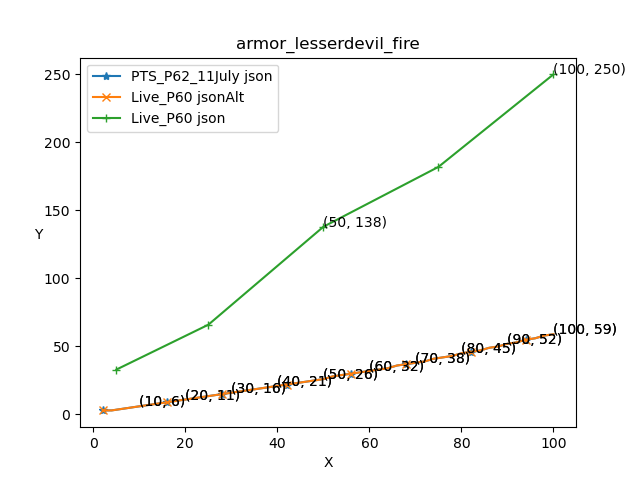 armor_lesserdevil_fire
PTS_P62_11July json
Live_P60 jsonAlt
Live_P60 json
(100, 250)
(50, 138)
(100, 59)
(90, 52)
(80, 45)
(70, 38)
(60, 32)
(50, 26)
(40, 21)
(30, 16)
(20, 11)
(10, 6)
250
200
150
100
50
0
Y
0 20 40 60 80 100
X